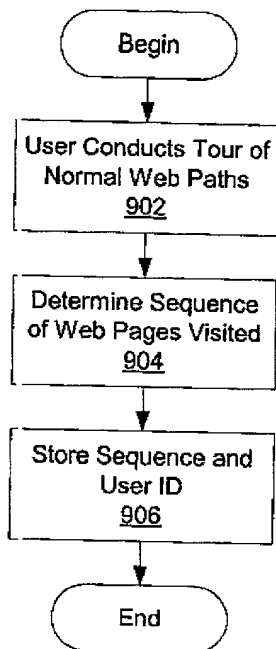 Begin
User Conducts Tour of
Normal Web Paths
902
Determine Sequence
of Web Pages Visited
904
Store Sequence and
User ID
906
End